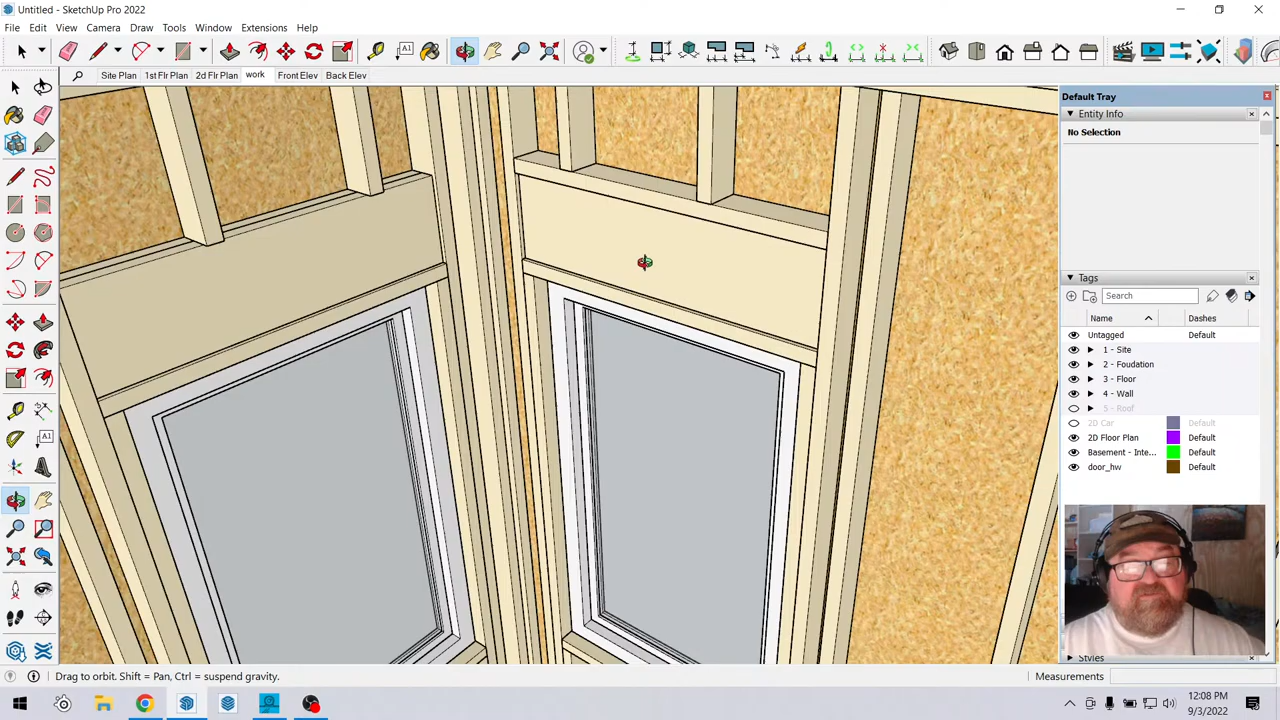 Untitled - SketchUp Pro 2022
File Edit Camera Draw Tools Window Extensions Help
A1
Site Plan 1st Flr Plan 2d Flr Plan work Front Elev Back Elev
Default Tray
Entity Info
No Selection
Tags
Search
Name Dashes
Untagged Default
1 - Site
2 - Foudation
3 - Floor
4 - Wall
5 - Roof
2D Car Default
2D Floor Plan Default
Basement - Inte... Default
door_hw Default
A1
Styles
Drag to orbit. Shift = Pan, Ctrl = suspend gravity.
Measurements
12:08 PM
9/3/2022